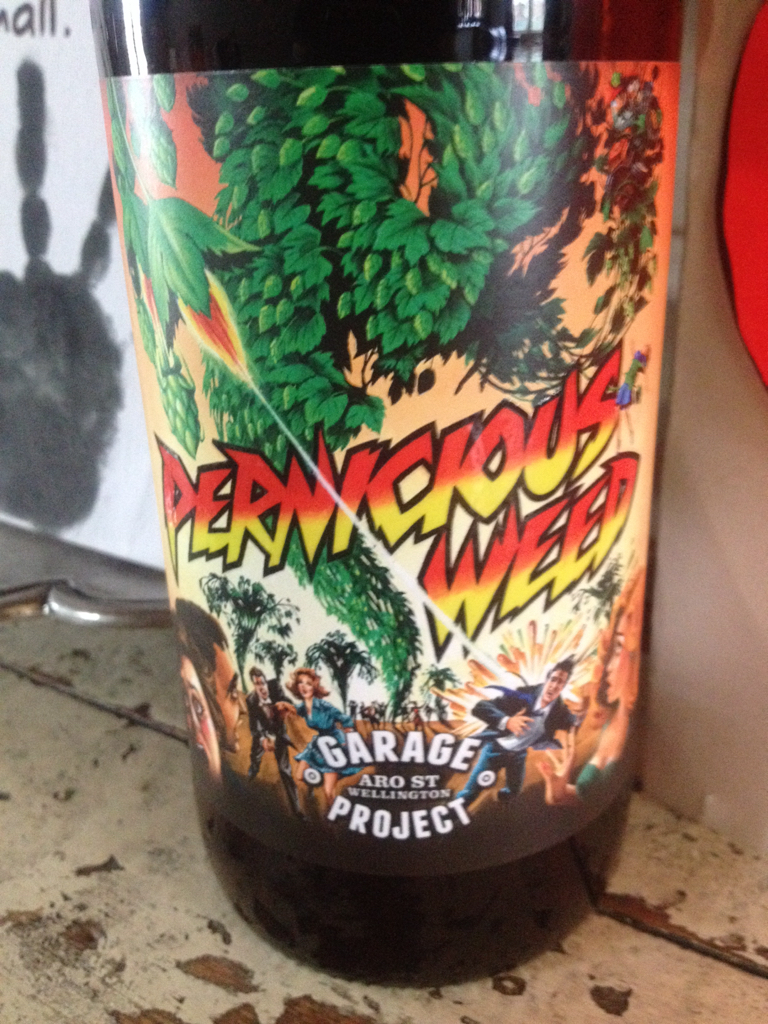 PERNICIOUS
WEED
GARAGE
ARO ST
WELLINGTON
PROJECT